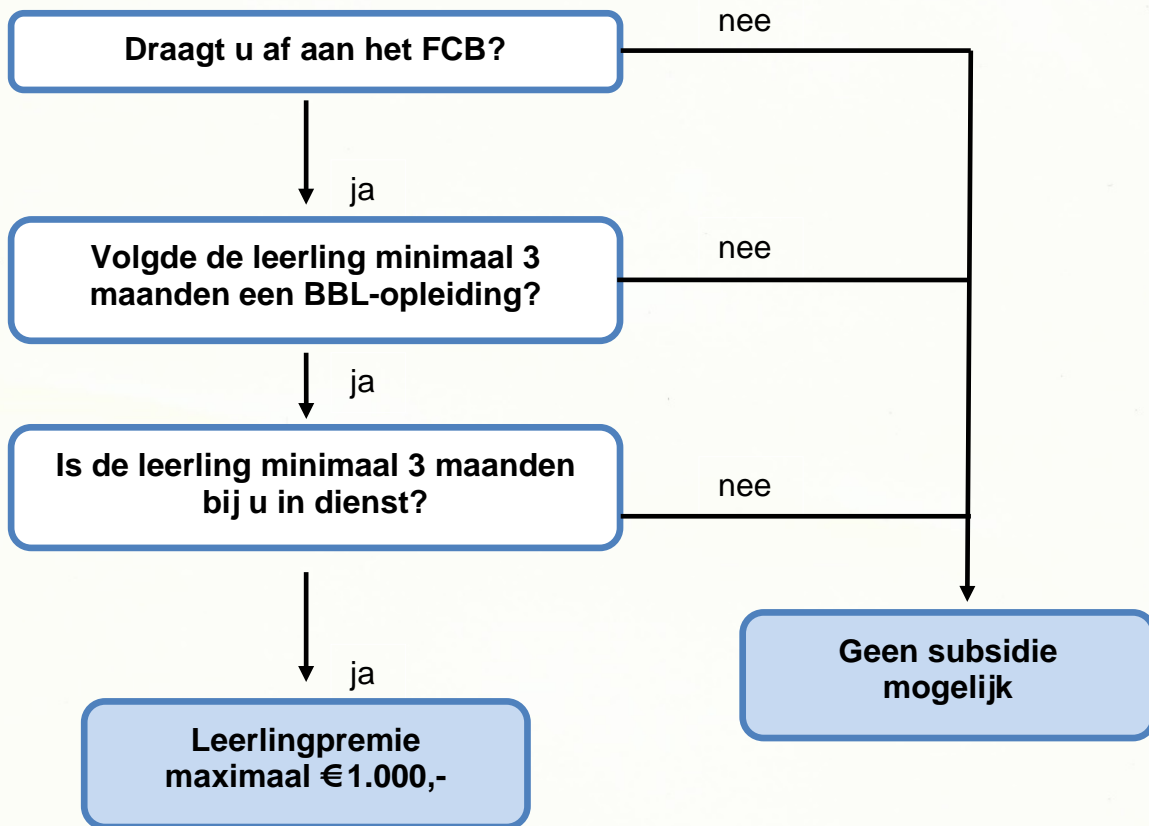 nee
Draagt u af aan het FCB?
ja
Volgde de leerling minimaal 3
maanden een BBL-opleiding?
nee
ja
Is de leerling minimaal 3 maanden
bij u in dienst?
nee
ja
Geen subsidie
mogelijk
Leerlingpremie
maximaal €1.000,-